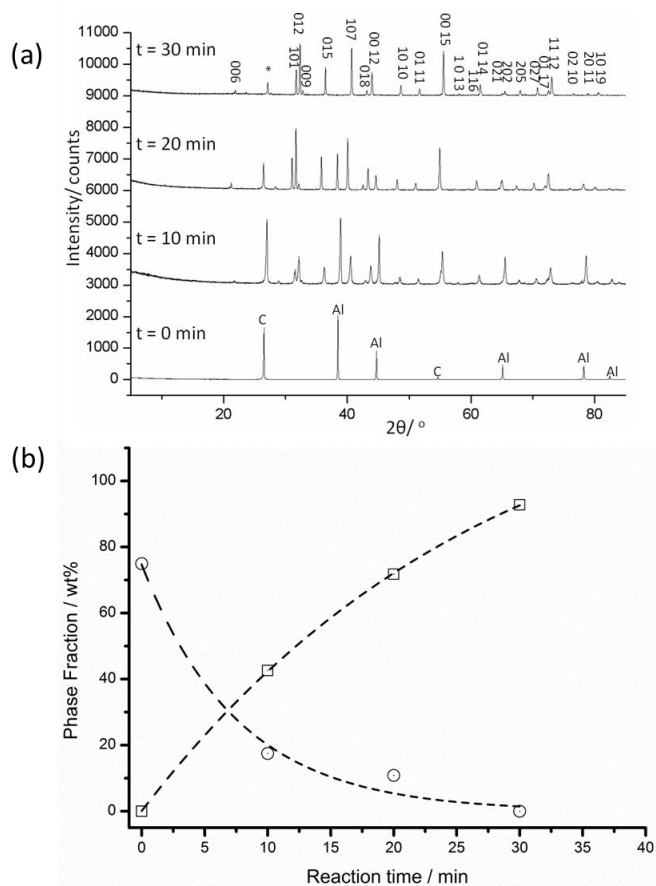 (a)
11000
10000
9000
8000
7000
6000
5000
4000
3000
2000
1000
0
Intensity/ counts
t = 30 min
t = 20 min
t = 10 min
t = 0 min
006
*
101
012
009
015
107
018
00 12
10 10
01 11
00 15
1 0 13
116
01 14
021
202
205
027
01 17
11 12
02 10
20 11
10 19
C
Al
Al
C
Al
Al
Al
20 40 60 80
2θ/ °
(b)
Phase Fraction / wt%
100
80
60
40
20
0
0 5 10 15 20 25 30 35 40
Reaction time / min